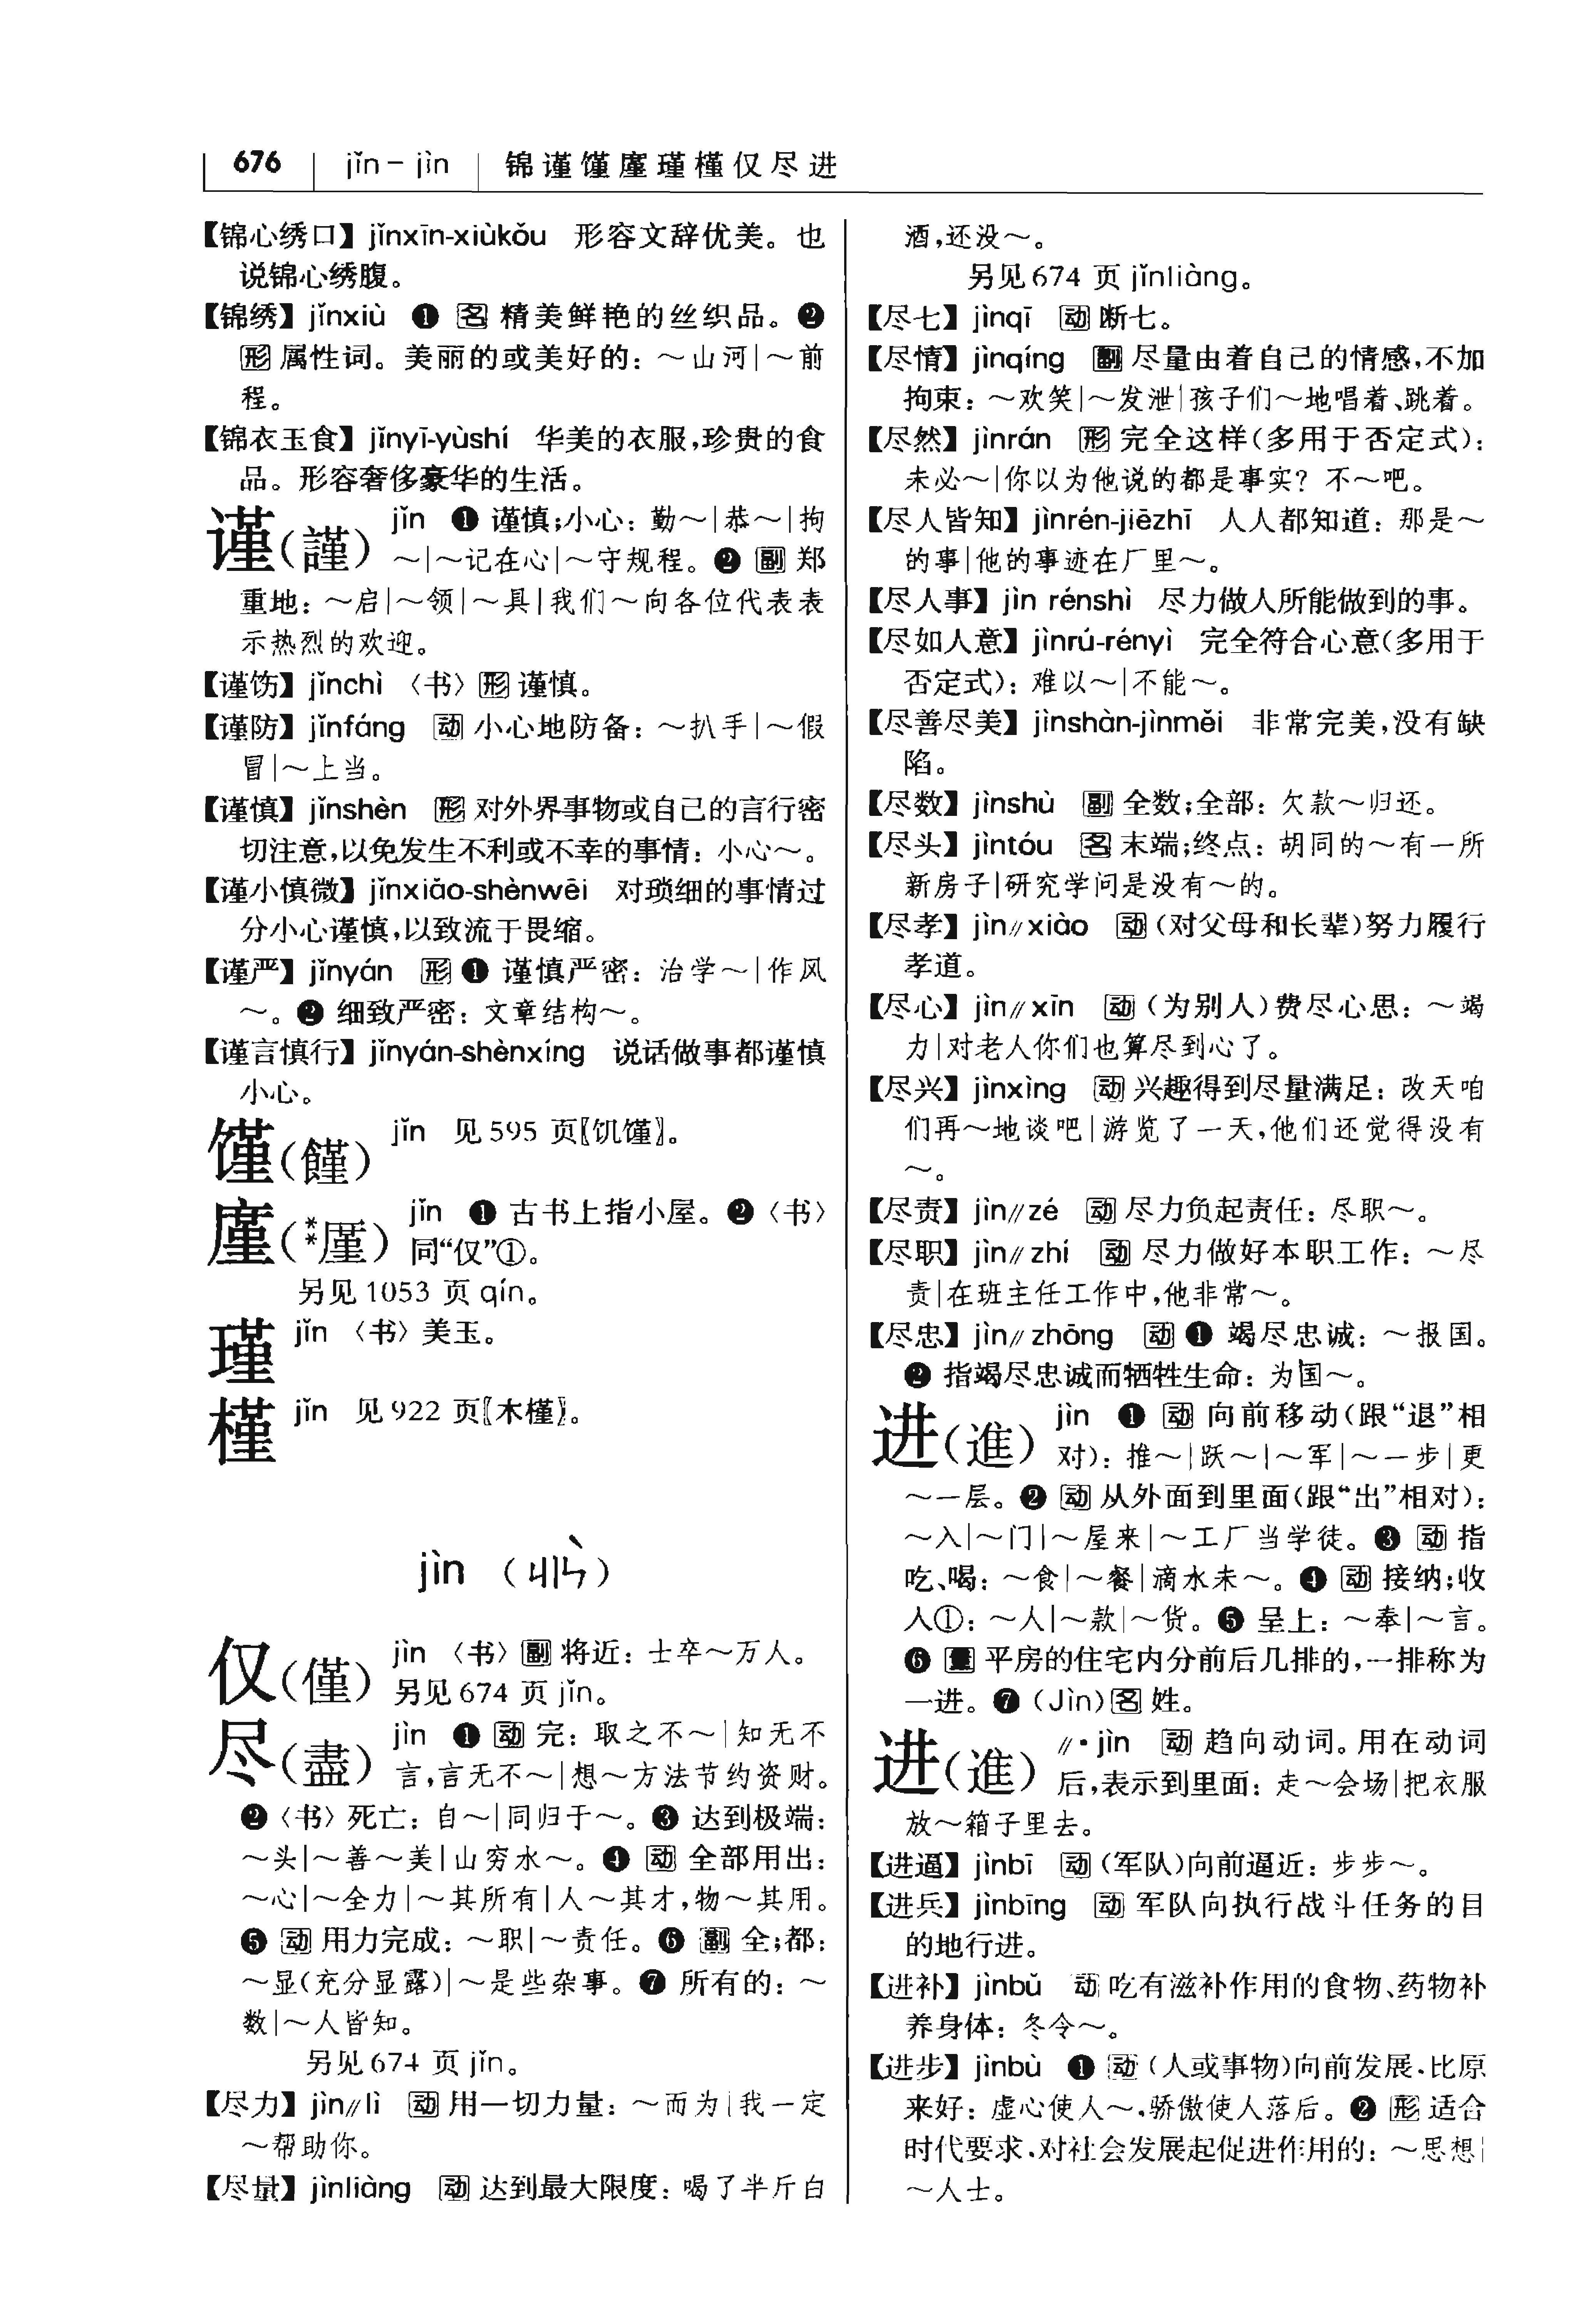 676 jǐn－jìn 锦谨馑廑瑾槿仅尽进
【锦心绣口】jǐnxīn-xiùkǒu 形容文辞优美。也
说锦心绣腹。
【锦绣】jǐnxiù ❶ 名 精美鲜艳的丝织品。❷
形 属性词。美丽的或美好的：～山河|～前
程。
【锦衣玉食】jǐnyī-yùshí 华美的衣服,珍贵的食
品。形容奢侈豪华的生活。
谨(謹) jǐn ❶ 谨慎;小心：勤～|恭～|拘
～|～记在心|～守规程。❷ 副 郑
重地：～启|～领|～具|我们～向各位代表表
示热烈的欢迎。
【谨饬】jǐnchì〈书〉形 谨慎。
【谨防】jǐnfáng 动 小心地防备：～扒手|～假
冒|～上当。
【谨慎】jǐnshèn 形 对外界事物或自己的言行密
切注意,以免发生不利或不幸的事情：小心～。
【谨小慎微】jǐnxiǎo-shènwēi 对琐细的事情过
分小心谨慎,以致流于畏缩。
【谨严】jǐnyán 形 ❶ 谨慎严密：治学～|作风
～。❷ 细致严密：文章结构～。
【谨言慎行】jǐnyán-shènxíng 说话做事都谨慎
小心。
馑(饉) jǐn 见 595 页〖饥馑〗。
廑(**厪) jǐn ❶ 古书上指小屋。❷〈书〉
同“仅”①。
另见 1053 页 qín。
瑾 jǐn〈书〉美玉。
槿 jǐn 见 922 页〖木槿〗。
jìn （ㄐㄧㄣˋ）
仅(僅) jìn〈书〉副 将近：士卒～万人。
另见 674 页 jǐn。
尽(盡) jìn ❶ 动 完：取之不～|知无不
言,言无不～|想～方法节约资财。
❷〈书〉死亡：自～|同归于～。❸ 达到极端：
～头|～善～美|山穷水～。❹ 动 全部用出：
～心|～全力|～其所有|人～其才,物～其用。
❺ 动 用力完成：～职|～责任。❻ 副 全;都：
～显(充分显露)|～是些杂事。❼ 所有的：～
数|～人皆知。
另见 674 页 jǐn。
【尽力】jìn∥lì 动 用一切力量：～而为|我一定
～帮助你。
【尽量】jìnliàng 动 达到最大限度：喝了半斤白
酒,还没～。
另见 674 页 jǐnliàng。
【尽七】jìnqī 动 断七。
【尽情】jìnqíng 副 尽量由着自己的情感,不加
拘束：～欢笑|～发泄|孩子们～地唱着、跳着。
【尽然】jìnrán 形 完全这样(多用于否定式)：
未必～|你以为他说的都是事实？不～吧。
【尽人皆知】jìnrén-jiēzhī 人人都知道：那是～
的事|他的事迹在厂里～。
【尽人事】jìn rénshì 尽力做人所能做到的事。
【尽如人意】jìnrú-rényì 完全符合心意(多用于
否定式)：难以～|不能～。
【尽善尽美】jìnshàn-jìnměi 非常完美,没有缺
陷。
【尽数】jìnshù 副 全数;全部：欠款～归还。
【尽头】jìntóu 名 末端;终点：胡同的～有一所
新房子|研究学问是没有～的。
【尽孝】jìn∥xiào 动 (对父母和长辈)努力履行
孝道。
【尽心】jìn∥xīn 动 (为别人)费尽心思：～竭
力|对老人你们也算尽到心了。
【尽兴】jìnxìng 动 兴趣得到尽量满足：改天咱
们再～地谈吧|游览了一天,他们还觉得没有
～。
【尽责】jìn∥zé 动 尽力负起责任：尽职～。
【尽职】jìn∥zhí 动 尽力做好本职工作：～尽
责|在班主任工作中,他非常～。
【尽忠】jìn∥zhōng 动 ❶ 竭尽忠诚：～报国。
❷ 指竭尽忠诚而牺牲生命：为国～。
进(進) jìn ❶ 动 向前移动(跟“退”相
对)：推～|跃～|～军|～一步|更
～一层。❷ 动 从外面到里面(跟“出”相对)：
～入|～门|～屋来|～工厂当学徒。❸ 动 指
吃、喝：～食|～餐|滴水未～。❹ 动 接纳;收
入①：～人|～款|～货。❺ 呈上：～奉|～言。
❻ 量 平房的住宅内分前后几排的,一排称为
一进。❼ (Jìn) 名 姓。
进(進) ∥•jìn 动 趋向动词。用在动词
后,表示到里面：走～会场|把衣服
放～箱子里去。
【进逼】jìnbī 动 (军队)向前逼近：步步～。
【进兵】jìnbīng 动 军队向执行战斗任务的目
的地行进。
【进补】jìnbǔ 动 吃有滋补作用的食物、药物补
养身体：冬令～。
【进步】jìnbù ❶ 动 (人或事物)向前发展,比原
来好：虚心使人～,骄傲使人落后。❷ 形 适合
时代要求,对社会发展起促进作用的：～思想|
～人士。